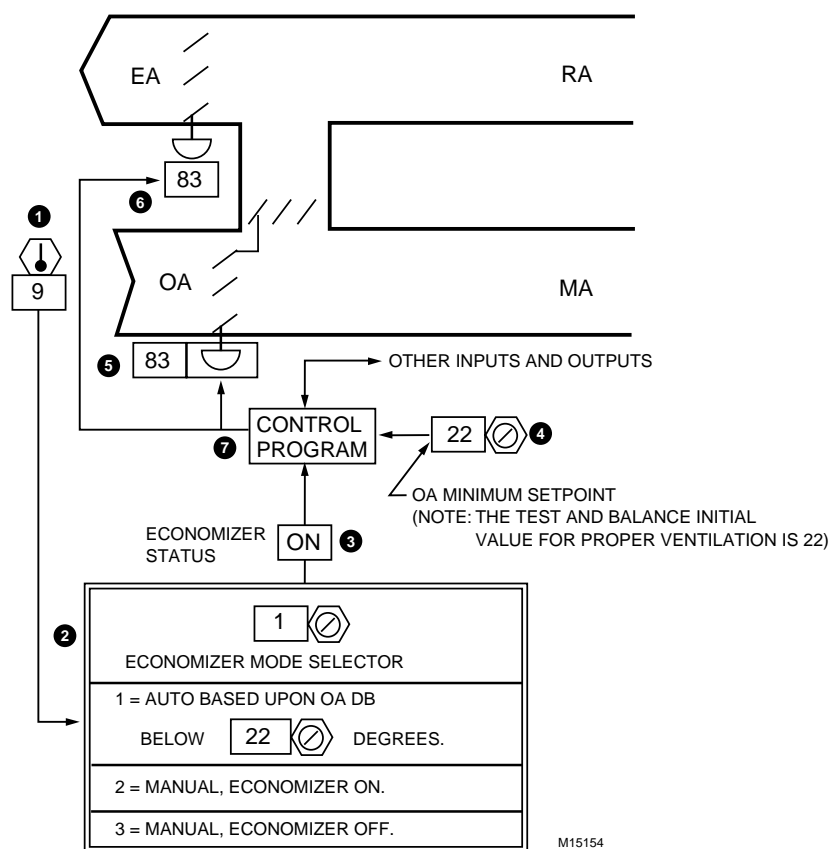 EA
RA
83
6
1
9
OA
MA
5
83
OTHER INPUTS AND OUTPUTS
7
CONTROL
PROGRAM
22
4
OA MINIMUM SETPOINT
(NOTE: THE TEST AND BALANCE INITIAL
VALUE FOR PROPER VENTILATION IS 22)
ECONOMIZER
STATUS
ON
3
2
1
ECONOMIZER MODE SELECTOR
1 = AUTO BASED UPON OA DB
BELOW 22 DEGREES.
2 = MANUAL, ECONOMIZER ON.
3 = MANUAL, ECONOMIZER OFF.
M15154